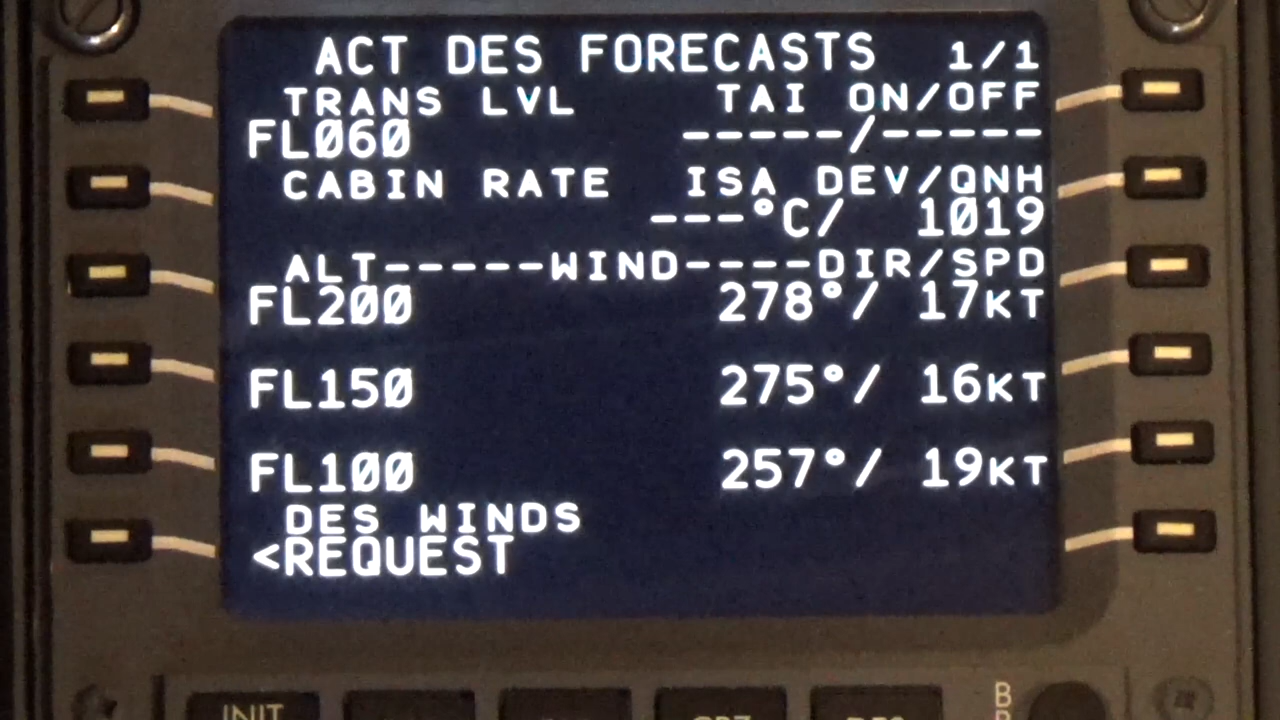 ACT DES FORECASTS 1/1
TRANS LVL TAI ON/OFF
FL060 -----/-----
CABIN RATE ISA DEV/QNH
---°C/ 1019
ALT-----WIND----DIR/SPD
FL200 278°/ 17KT
FL150 275°/ 16KT
FL100 257°/ 19KT
DES WINDS
<REQUEST
INIT
B